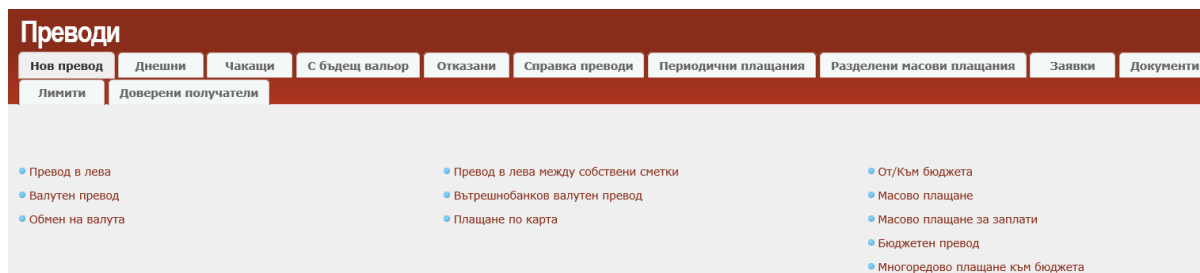 Преводи
Нов превод Днешни Чакащи С бъдещ вальор Отказани Справка преводи Периодични плащания Разделени масови плащания Заявки Документи
Лимити Доверени получатели
Превод в лева Превод в лева между собствени сметки От/Към бюджета
Валутен превод Вътрешнобанков валутен превод Масово плащане
Обмен на валута Плащане по карта Масово плащане за заплати
Бюджетен превод
Многоредово плащане към бюджета